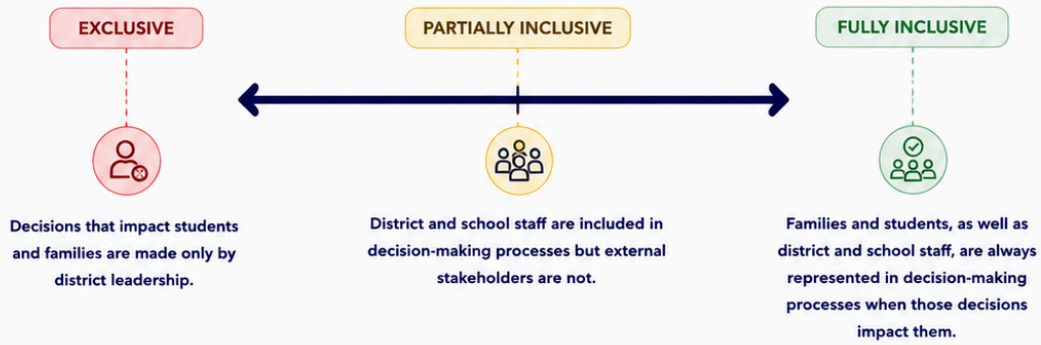 EXCLUSIVE
PARTIALLY INCLUSIVE
FULLY INCLUSIVE
Decisions that impact students
and families are made only by
district leadership.
District and school staff are included in
decision-making processes but external
stakeholders are not.
Families and students, as well as
district and school staff, are always
represented in decision-making
processes when those decisions
impact them.